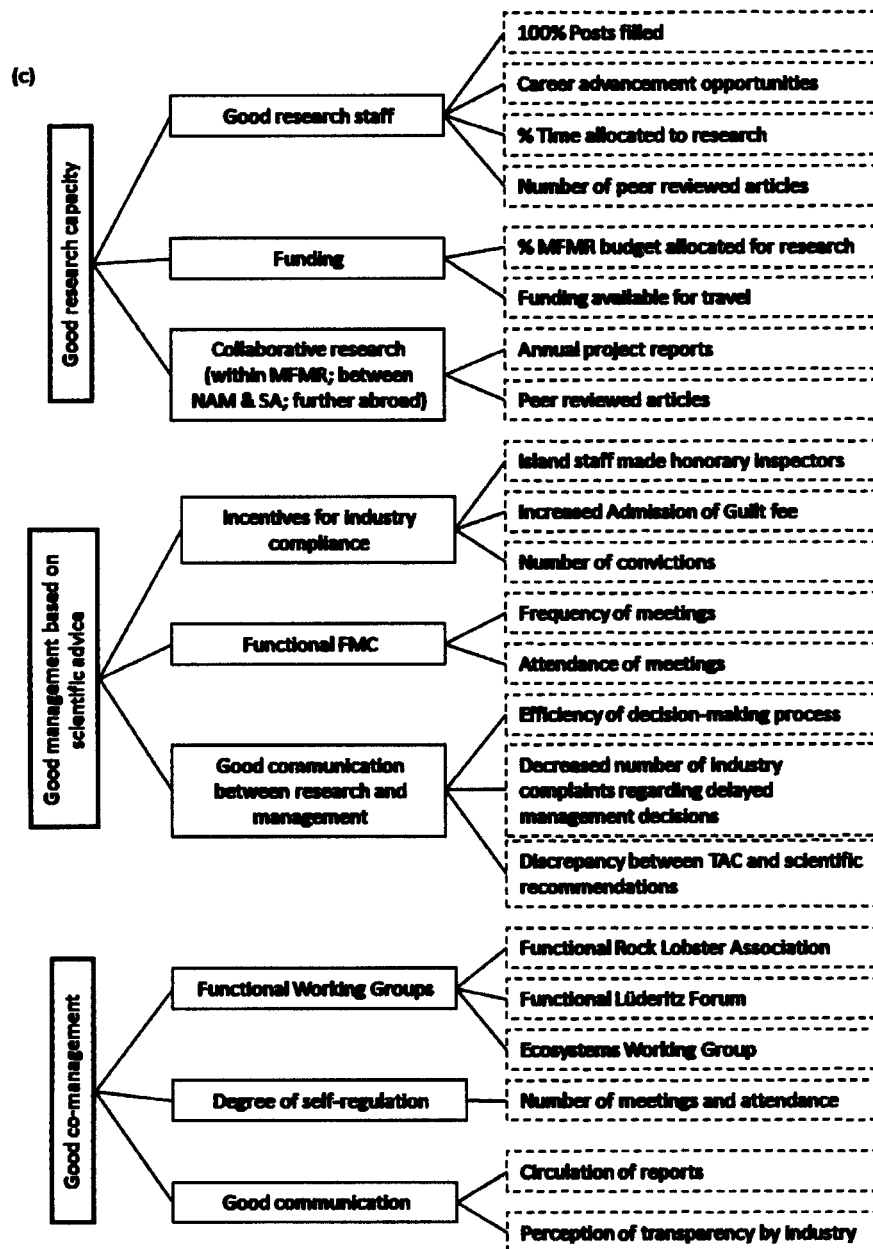 (c)
Good research capacity
Good research staff
100% Posts filled
Career advancement opportunities
% Time allocated to research
Number of peer reviewed articles
Funding
% MFMR budget allocated for research
Funding available for travel
Collaborative research
(within MFMR; between
NAM & SA; further abroad)
Annual project reports
Peer reviewed articles
Good management based on
scientific advice
Incentives for industry
compliance
Island staff made honorary inspectors
Increased Admission of Guilt fee
Number of convictions
Functional FMC
Frequency of meetings
Attendance of meetings
Good communication
between research and
management
Efficiency of decision-making process
Decreased number of industry
complaints regarding delayed
management decisions
Discrepancy between TAC and scientific
recommendations
Good co-management
Functional Working Groups
Functional Rock Lobster Association
Functional Lüderitz Forum
Ecosystems Working Group
Degree of self-regulation
Number of meetings and attendance
Good communication
Circulation of reports
Perception of transparency by industry